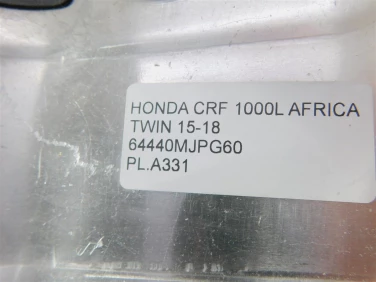 HONDA CRF 1000L AFRICA
TWIN 15-18
64440MJPG60
PL.A331